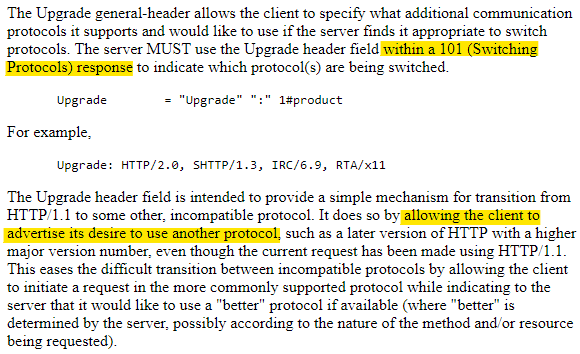 The Upgrade general-header allows the client to specify what additional communication
protocols it supports and would like to use if the server finds it appropriate to switch
protocols. The server MUST use the Upgrade header field within a 101 (Switching
Protocols) response to indicate which protocol(s) are being switched.
Upgrade = "Upgrade" ":" 1#product
For example,
Upgrade: HTTP/2.0, SHTTP/1.3, IRC/6.9, RTA/x11
The Upgrade header field is intended to provide a simple mechanism for transition from
HTTP/1.1 to some other, incompatible protocol. It does so by allowing the client to
advertise its desire to use another protocol, such as a later version of HTTP with a higher
major version number, even though the current request has been made using HTTP/1.1.
This eases the difficult transition between incompatible protocols by allowing the client
to initiate a request in the more commonly supported protocol while indicating to the
server that it would like to use a "better" protocol if available (where "better" is
determined by the server, possibly according to the nature of the method and/or resource
being requested).